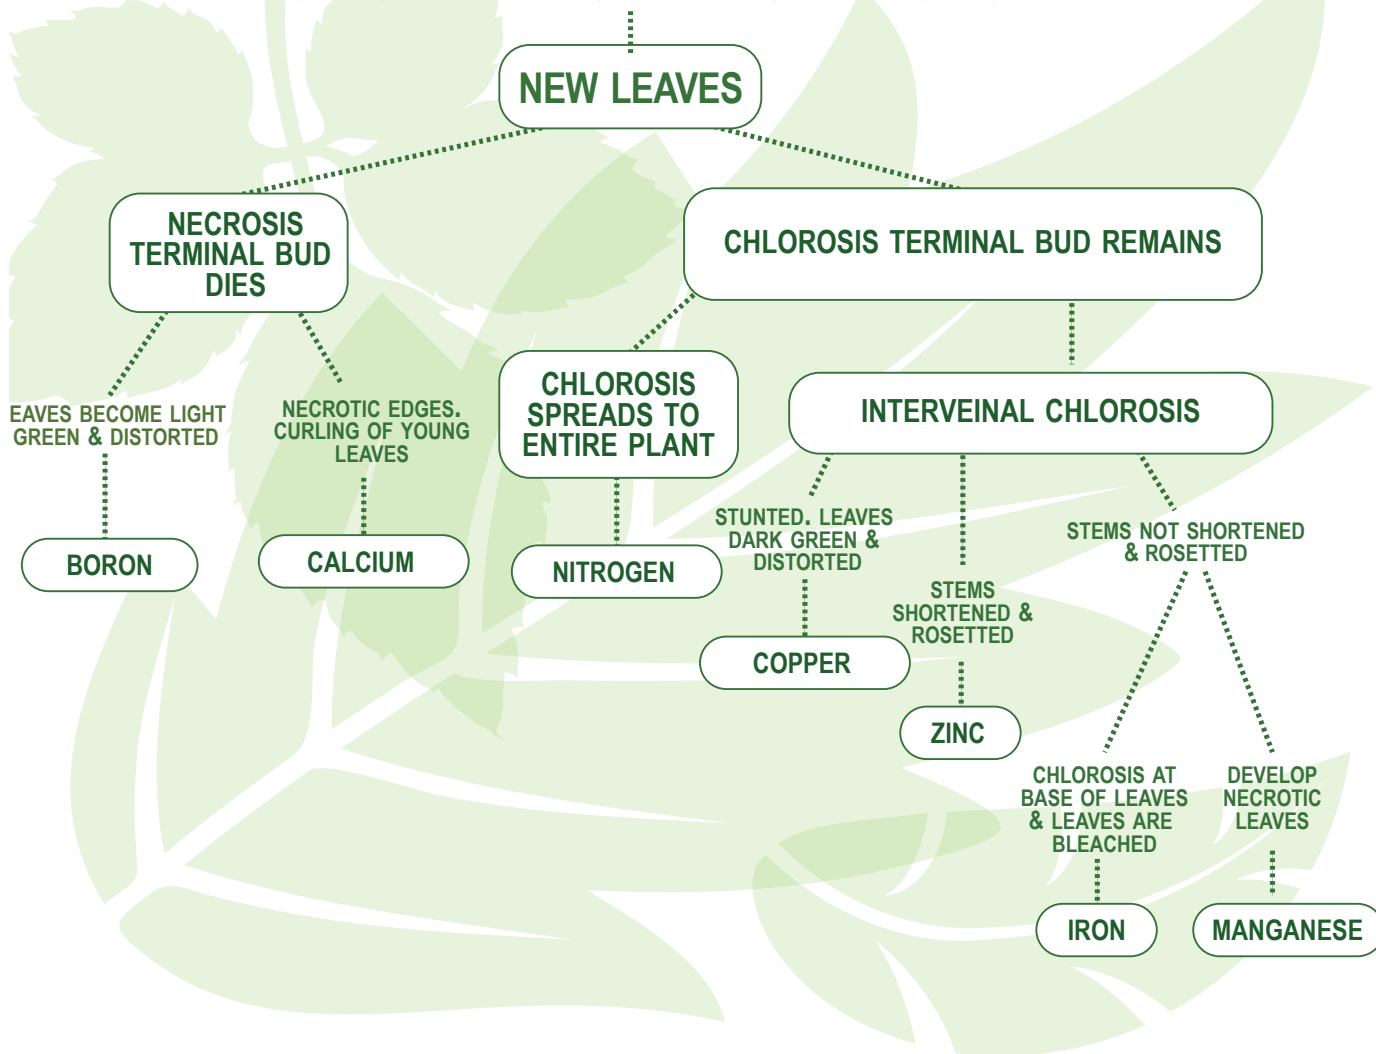 NEW LEAVES
NECROSIS
TERMINAL BUD
DIES
CHLOROSIS TERMINAL BUD REMAINS
EAVES BECOME LIGHT
GREEN & DISTORTED
NECROTIC EDGES.
CURLING OF YOUNG
LEAVES
CHLOROSIS
SPREADS TO
ENTIRE PLANT
INTERVEINAL CHLOROSIS
BORON
CALCIUM
NITROGEN
STUNTED. LEAVES
DARK GREEN &
DISTORTED
COPPER
STEMS
SHORTENED &
ROSETTED
ZINC
STEMS NOT SHORTENED
& ROSETTED
CHLOROSIS AT
BASE OF LEAVES
& LEAVES ARE
BLEACHED
IRON
DEVELOP
NECROTIC
LEAVES
MANGANESE